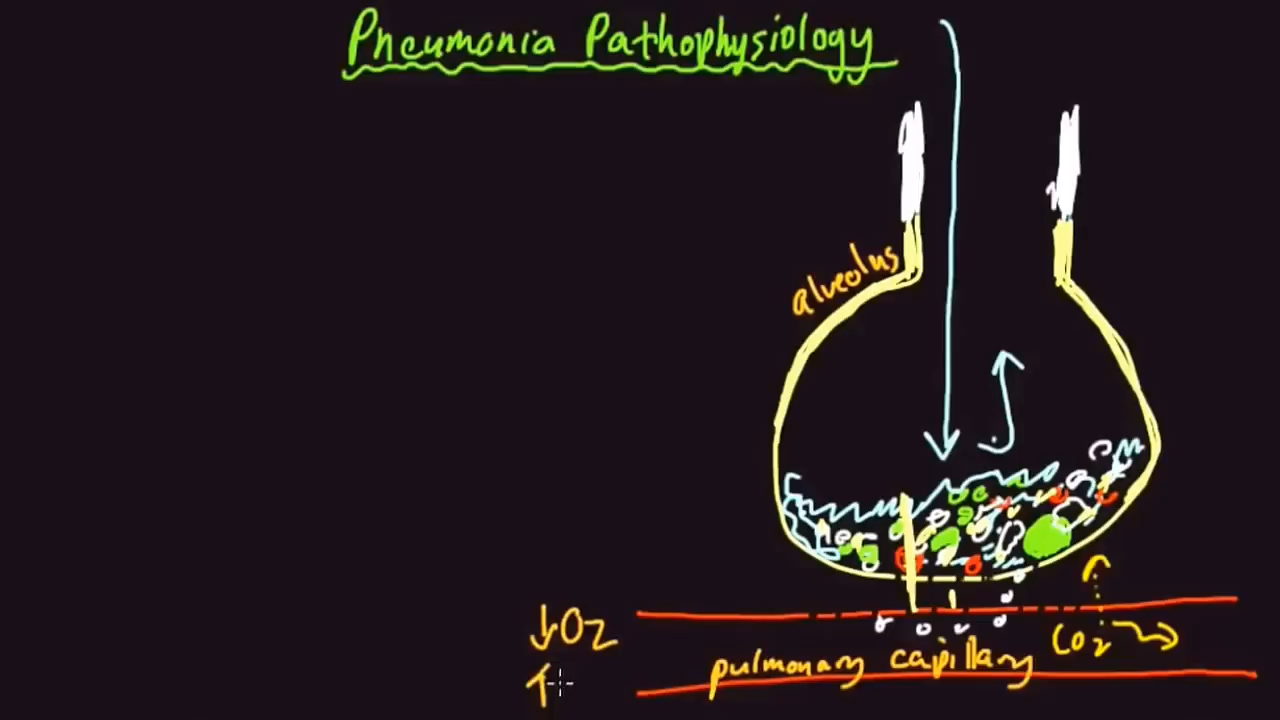 Pneumonia Pathophysiology
alveolus
↓O2
CO2
pulmonary capillary
↑